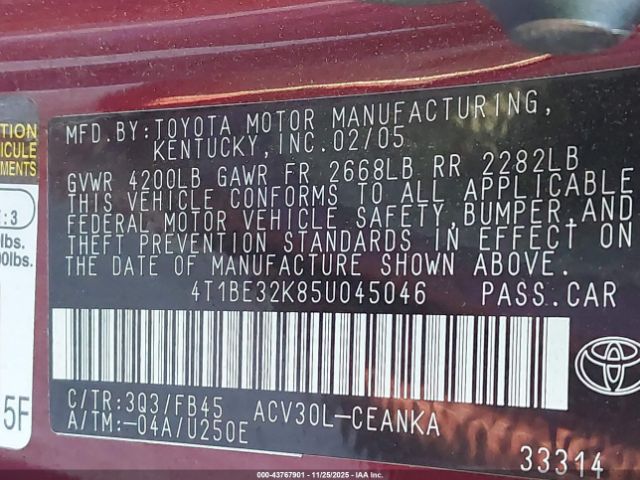 MFD.BY:TOYOTA MOTOR MANUFACTURING,
KENTUCKY, INC. 02/05
GVWR 4200LB GAWR FR 2668LB RR 2282LB
THIS VEHICLE CONFORMS TO ALL APPLICABLE
FEDERAL MOTOR VEHICLE SAFETY, BUMPER, AND
THEFT PREVENTION STANDARDS IN EFFECT ON
THE DATE OF MANUFACTURE SHOWN ABOVE.
4T1BE32K85U045046 PASS.CAR
C/TR:3Q3/FB45 ACV30L-CEANKA
A/TM:-04A/U250E
33314
lbs.
5F
00-43767901 - 11/25/2025 - IAA Inc.